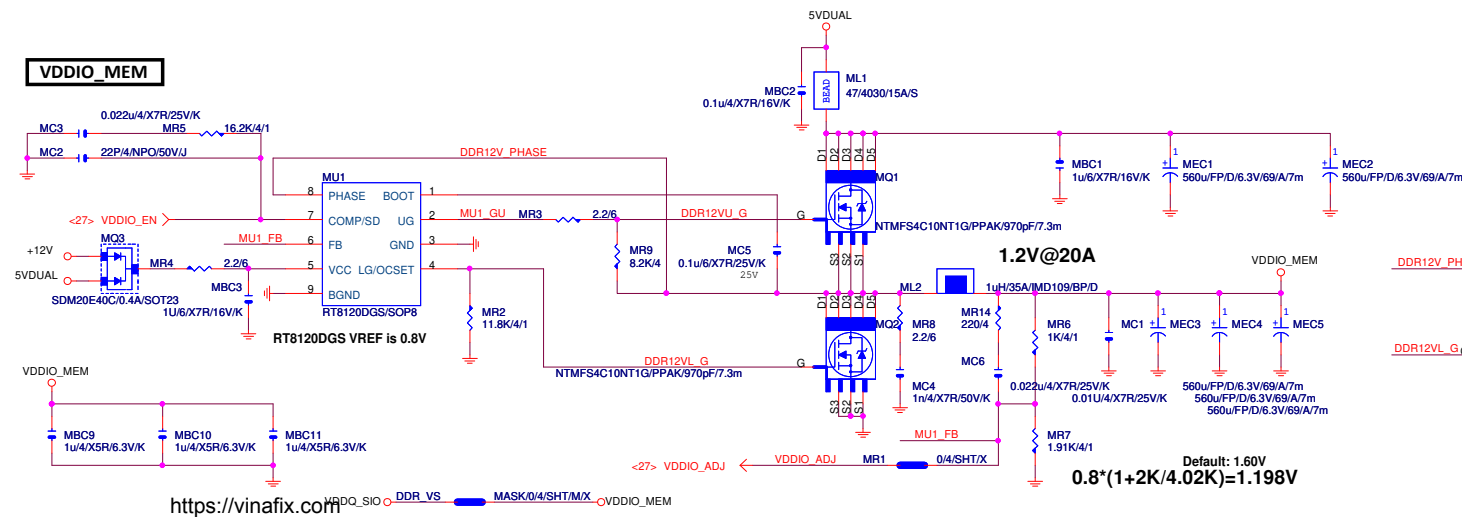 5VDUAL
VDDIO_MEM
MBC2
0.1u/4/X7R/16V/K
BEAD
ML1
47/4030/15A/S
0.022u/4/X7R/25V/K
MC3
MR5
16.2K/4/1
MC2
22P/4/NPO/50V/J
DDR12V_PHASE
D1
D2
D3
D4
D5
MBC1
1u/6/X7R/16V/K
1
MEC1
560u/FP/D/6.3V/69/A/7m
1
MEC2
560u/FP/D/6.3V/69/A/7m
MU1
8
PHASE
BOOT
1
7
COMP/SD
UG
2
6
FB
GND
3
5
VCC
LG/OCSET
4
9
BGND
RT8120DGS/SOP8
RT8120DGS VREF is 0.8V
<27> VDDIO_EN
MU1_FB
+12V
5VDUAL
MQ3
SDM20E40C/0.4A/SOT23
MR4
2.2/6
MBC3
1U/6/X7R/16V/K
MU1_GU
MR3
2.2/6
DDR12VU_G
G
MQ1
NTMFS4C10NT1G/PPAK/970pF/7.3m
S3
S2
S1
MR9
8.2K/4
MC5
0.1u/6/X7R/25V/K
25V
1.2V@20A
VDDIO_MEM
DDR12V_PH
ML2
1uH/35A/IMD109/BP/D
D1
D2
D3
D4
D5
MR2
11.8K/4/1
DDR12VL_G
G
MQ2
NTMFS4C10NT1G/PPAK/970pF/7.3m
S3
S2
S1
MR8
2.2/6
MC4
1n/4/X7R/50V/K
MR14
220/4
MC6
0.022u/4/X7R/25V/K
MR6
1K/4/1
MC1
0.01U/4/X7R/25V/K
1
MEC3
1
MEC4
1
MEC5
560u/FP/D/6.3V/69/A/7m
560u/FP/D/6.3V/69/A/7m
560u/FP/D/6.3V/69/A/7m
DDR12VL_G
MU1_FB
MR7
1.91K/4/1
<27> VDDIO_ADJ
VDDIO_ADJ
MR1
0/4/SHT/X
Default: 1.60V
0.8*(1+2K/4.02K)=1.198V
VDDIO_MEM
MBC9
1u/4/X5R/6.3V/K
MBC10
1u/4/X5R/6.3V/K
MBC11
1u/4/X5R/6.3V/K
https://vinafix.com
VDDQ_SIO
DDR_VS
MASK/0/4/SHT/M/X
VDDIO_MEM